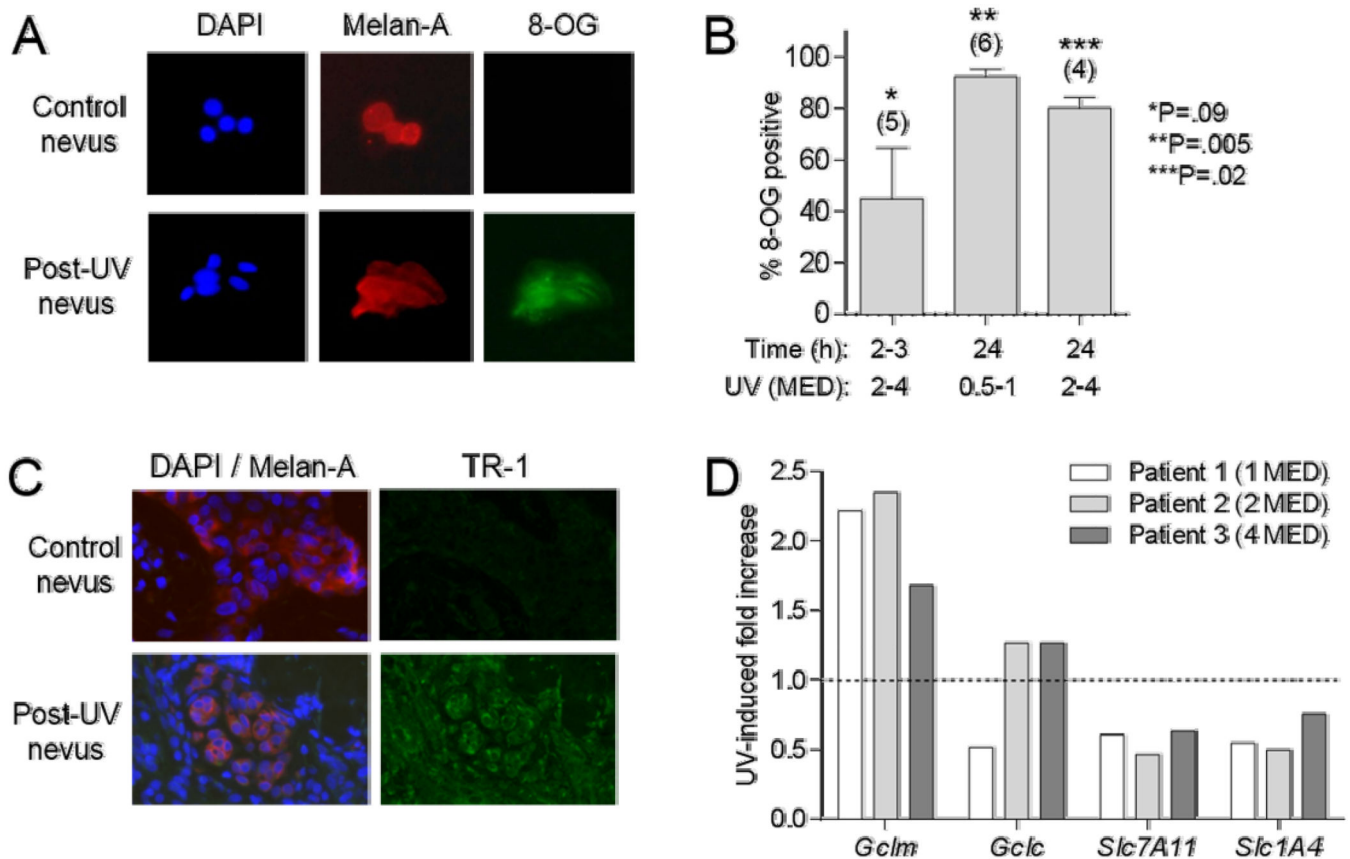 A
DAPI Melan-A 8-OG
Control
nevus
Post-UV
nevus
B
% 8-OG positive
100
80
60
40
20
0
*
(5)
**
(6)
***
(4)
*P=.09
**P=.005
***P=.02
Time (h): 2-3 24 24
UV (MED): 2-4 0.5-1 2-4
C
DAPI / Melan-A TR-1
Control
nevus
Post-UV
nevus
D
UV-induced fold increase
2.5
2.0
1.5
1.0
0.5
0.0
Patient 1 (1 MED)
Patient 2 (2 MED)
Patient 3 (4 MED)
Gclm Gclc Slc7A11 Slc1A4